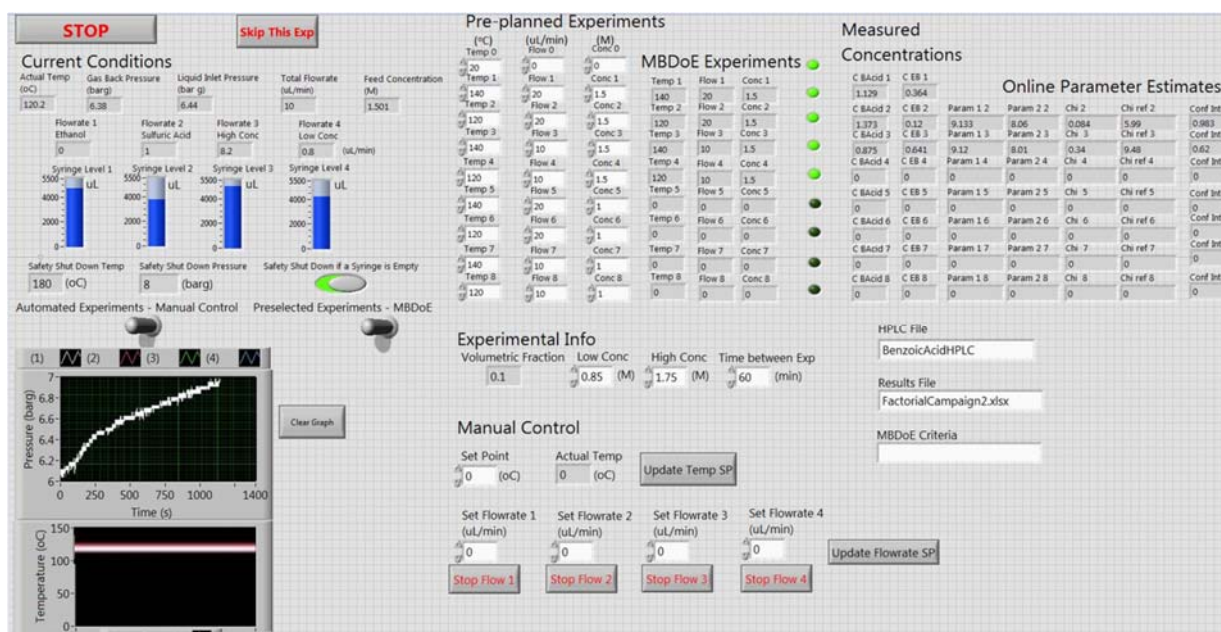 STOP
Skip This Exp
Current Conditions
Actual Temp (oC) Gas Back Pressure (barg) Liquid Inlet Pressure (bar g) Total Flowrate (uL/min) Feed Concentration (M)
120.2 6.38 6.44 10 1.501
Flowrate 1 Ethanol Flowrate 2 Sulfuric Acid Flowrate 3 High Conc Flowrate 4 Low Conc
0 1 8.2 0.8 (uL/min)
Syringe Level 1 Syringe Level 2 Syringe Level 3 Syringe Level 4
5500 uL 5500 uL 5500 uL 5500 uL
4000 4000 4000 4000
2000 2000 2000 2000
0 0 0 0
Safety Shut Down Temp Safety Shut Down Pressure Safety Shut Down if a Syringe is Empty
180 (oC) 8 (barg)
Automated Experiments - Manual Control Preselected Experiments - MBDoE
(1) (2) (3) (4)
Pressure (barg)
7
6.8
6.6
6.4
6.2
6
0 250 500 750 1000 1400
Time (s)
Clear Graph
Temperature (oC)
150
100
50
0
Pre-planned Experiments
(ºC) (uL/min) (M)
Temp 0 Flow 0 Conc 0
20 0 0
Temp 1 Flow 1 Conc 1
140 20 1.5
Temp 2 Flow 2 Conc 2
120 20 1.5
Temp 3 Flow 3 Conc 3
140 10 1.5
Temp 4 Flow 4 Conc 4
120 10 1.5
Temp 5 Flow 5 Conc 5
140 20 1
Temp 6 Flow 6 Conc 6
120 20 1
Temp 7 Flow 7 Conc 7
140 10 1
Temp 8 Flow 8 Conc 8
120 10 1
MBDoE Experiments
Temp 1 Flow 1 Conc 1
140 20 1.5
Temp 2 Flow 2 Conc 2
120 20 1.5
Temp 3 Flow 3 Conc 3
140 10 1.5
Temp 4 Flow 4 Conc 4
120 10 1.5
Temp 5 Flow 5 Conc 5
0 0 0
Temp 6 Flow 6 Conc 6
0 0 0
Temp 7 Flow 7 Conc 7
0 0 0
Temp 8 Flow 8 Conc 8
0 0 0
Measured
Concentrations
Online Parameter Estimates
C BAcid 1 C EB 1
1.129 0.364
C BAcid 2 C EB 2 Param 1 2 Param 2 2 Chi 2 Chi ref 2 Conf Int
1.373 0.12 9.133 8.06 0.084 5.99 0.983
C BAcid 3 C EB 3 Param 1 3 Param 2 3 Chi 3 Chi ref 3 Conf Int
0.875 0.641 9.12 8.01 0.34 9.48 0.62
C BAcid 4 C EB 4 Param 1 4 Param 2 4 Chi 4 Chi ref 4 Conf Int
0 0 0 0 0 0 0
C BAcid 5 C EB 5 Param 1 5 Param 2 5 Chi 5 Chi ref 5 Conf Int
0 0 0 0 0 0 0
C BAcid 6 C EB 6 Param 1 6 Param 2 6 Chi 6 Chi ref 6 Conf Int
0 0 0 0 0 0 0
C BAcid 7 C EB 7 Param 1 7 Param 2 7 Chi 7 Chi ref 7 Conf Int
0 0 0 0 0 0 0
C BAcid 8 C EB 8 Param 1 8 Param 2 8 Chi 8 Chi ref 8 Conf Int
0 0 0 0 0 0 0
Experimental Info
Volumetric Fraction Low Conc High Conc Time between Exp
0.1 0.85 (M) 1.75 (M) 60 (min)
HPLC File
BenzoicAcidHPLC
Results File
FactorialCampaign2.xlsx
MBDoE Criteria
Manual Control
Set Point Actual Temp
0 (oC) 0 (oC) Update Temp SP
Set Flowrate 1 (uL/min) Set Flowrate 2 (uL/min) Set Flowrate 3 (uL/min) Set Flowrate 4 (uL/min)
0 0 0 0 Update Flowrate SP
Stop Flow 1 Stop Flow 2 Stop Flow 3 Stop Flow 4